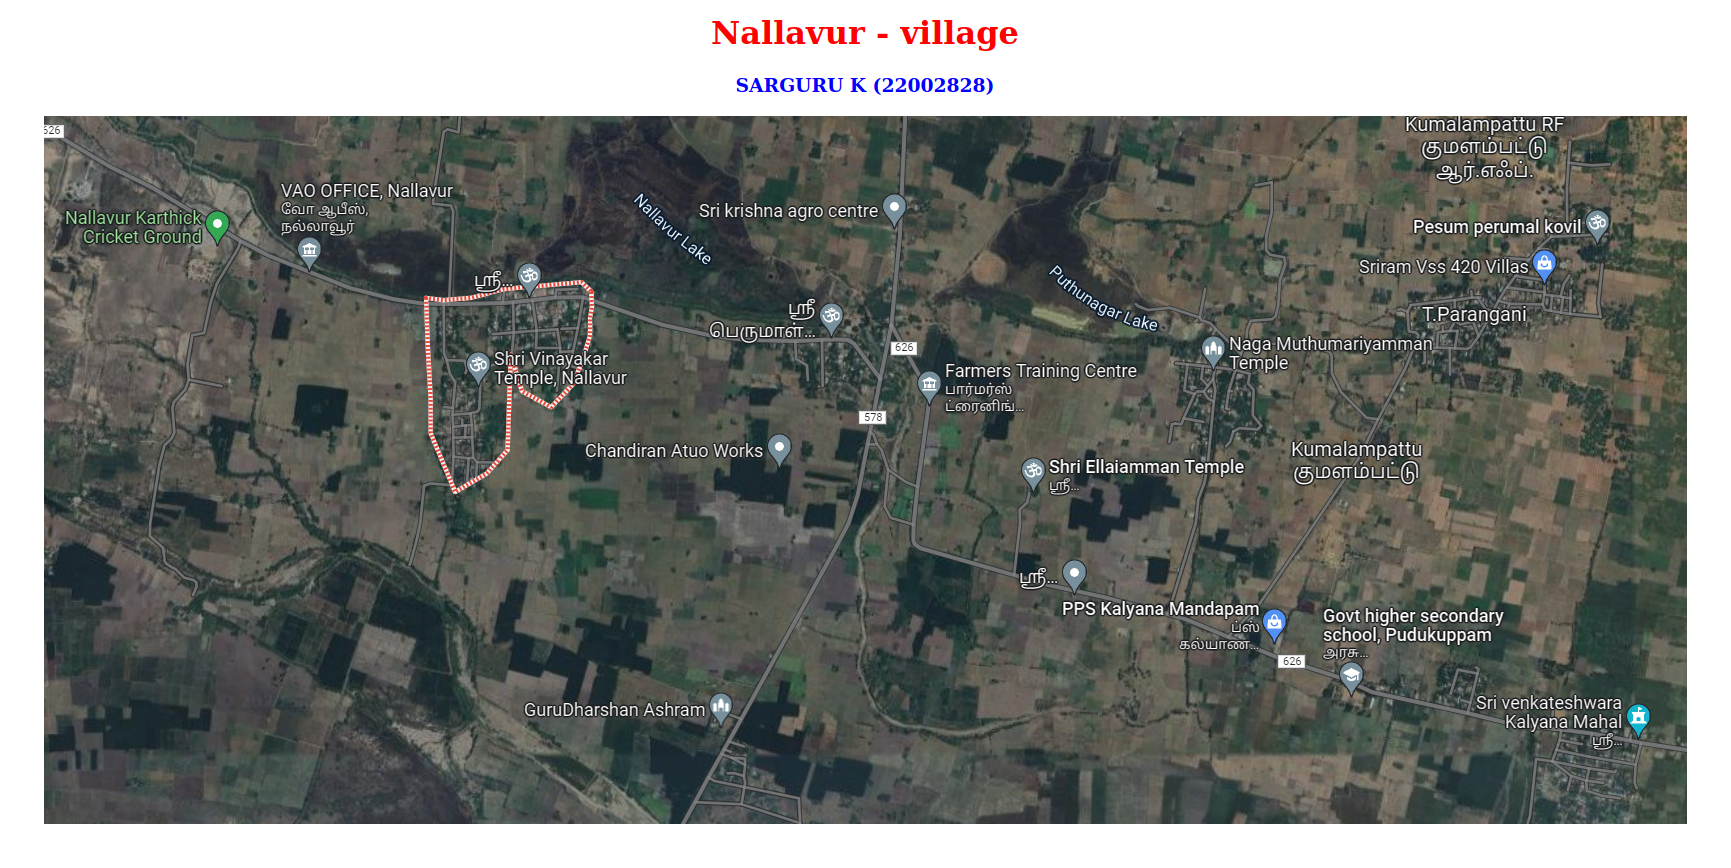 Nallavur - village
SARGURU K (22002828)
626
Kumalampattu RF
குமளம்பட்டு
ஆர்.எஃப்.
VAO OFFICE, Nallavur
வோ ஆபீஸ்,
நல்லாவூர்
Nallavur Karthick
Cricket Ground
Nallavur Lake
Sri krishna agro centre
Pesum perumal kovil
Sriram Vss 420 Villas
ஸ்ரீ...
Puthunagar Lake
ஸ்ரீ
பெருமாள்...
T.Parangani
626
Naga Muthumariyamman
Temple
Shri Vinayakar
Temple, Nallavur
Farmers Training Centre
பார்மர்ஸ்
ட்ரைனிங்...
578
Chandiran Atuo Works
Kumalampattu
குமளம்பட்டு
Shri Ellaiamman Temple
ஸ்ரீ...
ஸ்ரீ...
PPS Kalyana Mandapam
ப்ஸ்
கல்யாண...
Govt higher secondary
school, Pudukuppam
அரசு...
626
GuruDharshan Ashram
Sri venkateshwara
Kalyana Mahal
ஸ்ரீ...